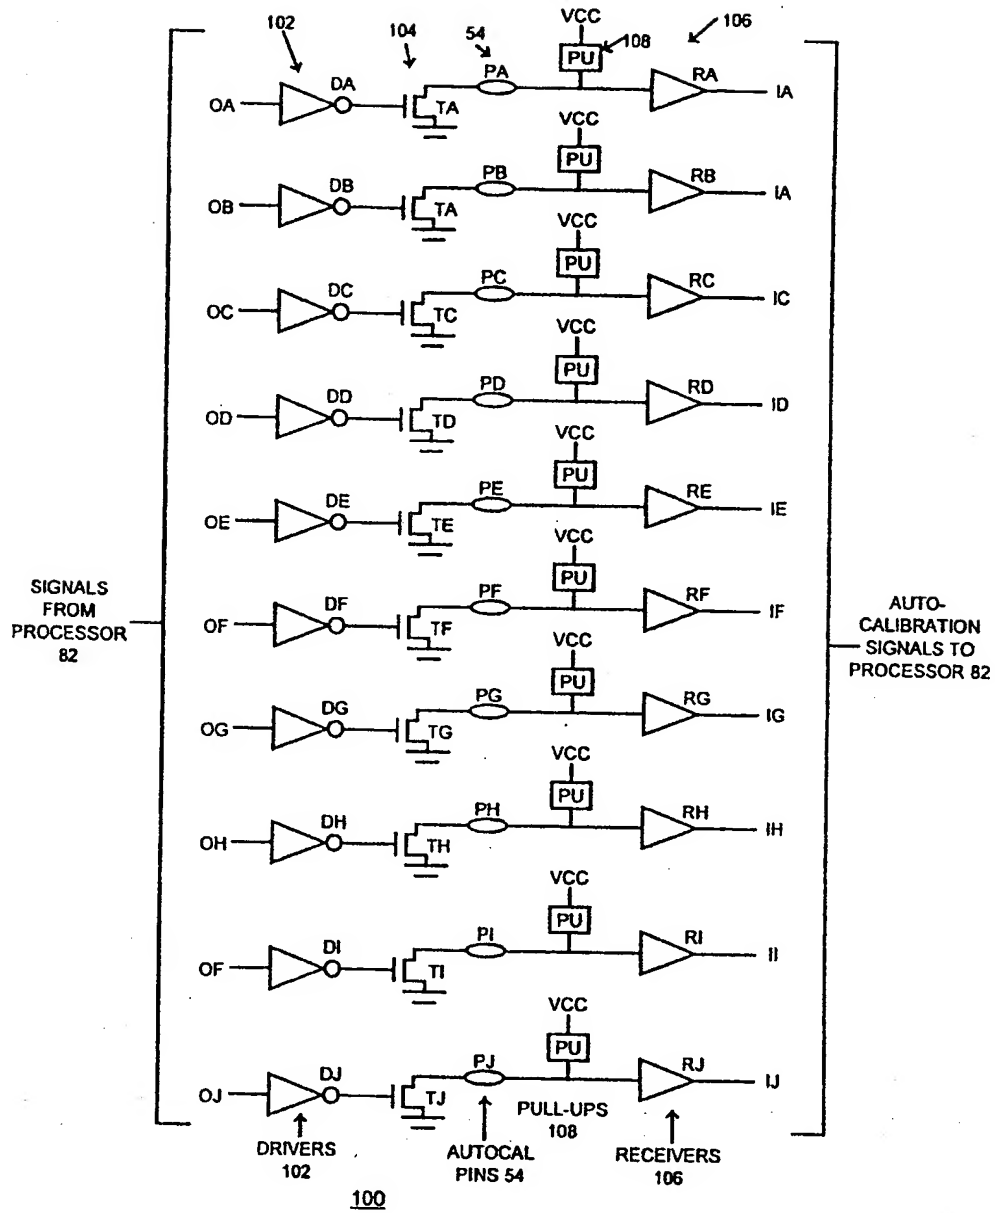 102
104
54
VCC
106
PU
108
OA
DA
TA
PA
RA
IA
VCC
PU
OB
DB
TA
PB
RB
IA
VCC
PU
OC
DC
TC
PC
RC
IC
VCC
PU
OD
DD
TD
PD
RD
ID
VCC
PU
OE
DE
TE
PE
RE
IE
VCC
PU
OF
DF
TF
PF
RF
IF
VCC
PU
OG
DG
TG
PG
RG
IG
VCC
PU
OH
DH
TH
PH
RH
IH
VCC
PU
OF
DI
TI
PI
RI
II
VCC
PU
OJ
DJ
TJ
PJ
RJ
IJ
SIGNALS
FROM
PROCESSOR
82
AUTO-
CALIBRATION
SIGNALS TO
PROCESSOR 82
DRIVERS
102
AUTOCAL
PINS 54
PULL-UPS
108
RECEIVERS
106
100